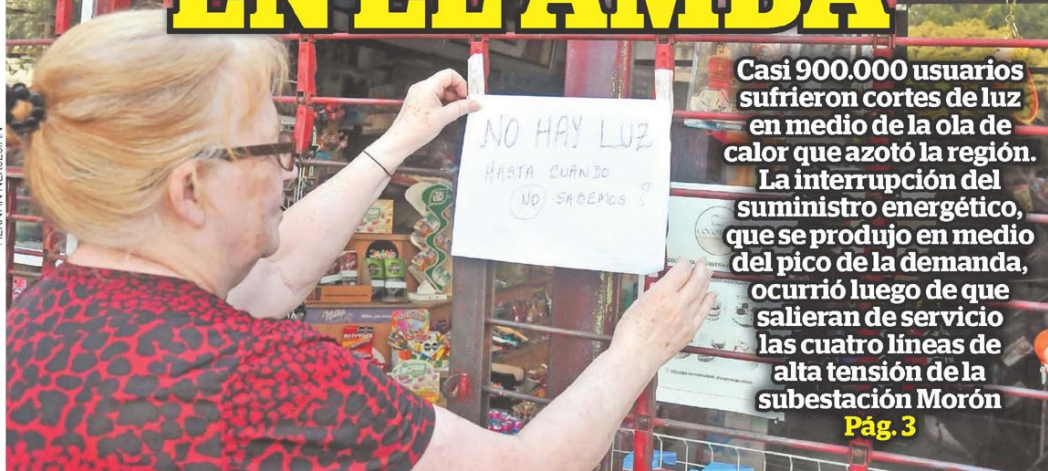 EN EL AMBA
Casi 900.000 usuarios
sufrieron cortes de luz
en medio de la ola de
calor que azotó la región.
La interrupción del
suministro energético,
que se produjo en medio
del pico de la demanda,
ocurrió luego de que
salieran de servicio
las cuatro líneas de
alta tensión de la
subestación Morón
Pág. 3
NO HAY LUZ
HASTA CUANDO
NO SABEMOS ?